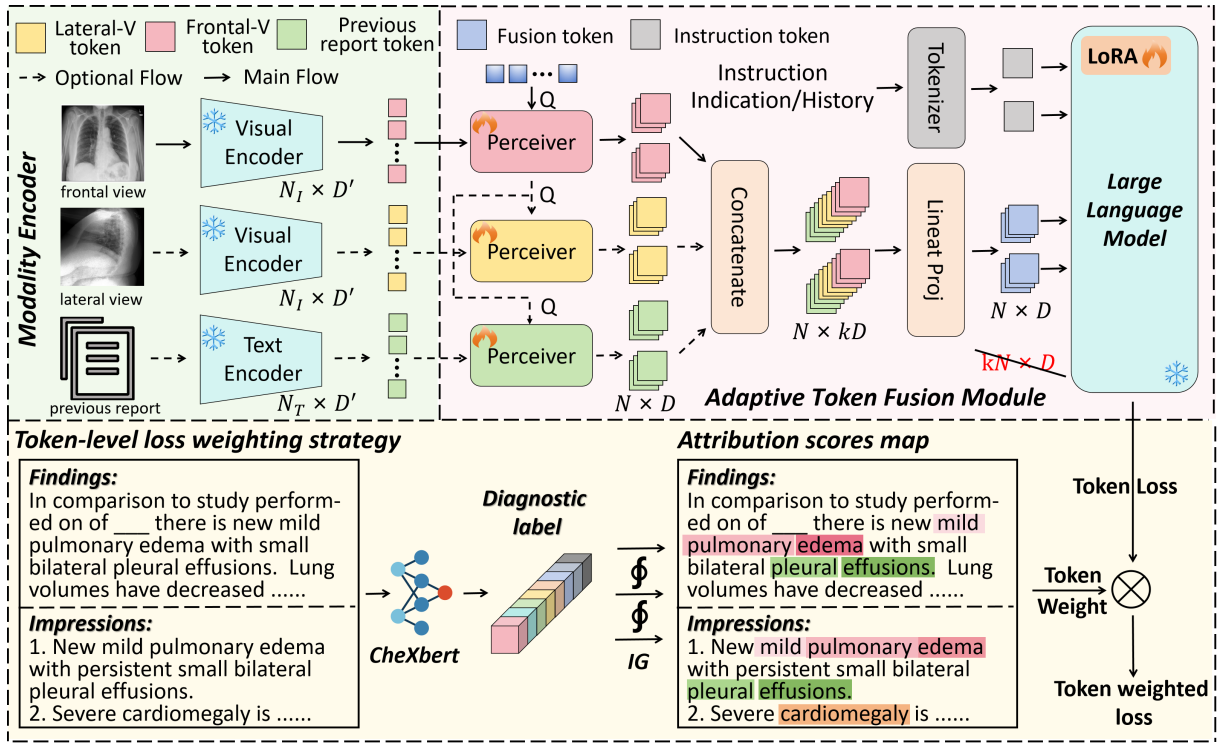 Lateral-V
token
Frontal-V
token
Previous
report token
Optional Flow
Main Flow
Fusion token
Instruction token
Modality Encoder
frontal view
Visual
Encoder
N_I × D′
lateral view
Visual
Encoder
N_I × D′
previous report
Text
Encoder
N_T × D′
Q
Perceiver
Q
Perceiver
Q
Perceiver
N × D
Instruction
Indication/History
Tokenizer
Concatenate
N × kD
Lineat Proj
N × D
kN × D
LoRA
Large
Language
Model
Adaptive Token Fusion Module
Token-level loss weighting strategy
Findings:
In comparison to study perform-
ed on of ___ there is new mild
pulmonary edema with small
bilateral pleural effusions. Lung
volumes have decreased ......
Impressions:
1. New mild pulmonary edema
with persistent small bilateral
pleural effusions.
2. Severe cardiomegaly is ......
CheXbert
Diagnostic
label
∮
∮
IG
Attribution scores map
Findings:
In comparison to study perform-
ed on of ___ there is new mild
pulmonary edema with small
bilateral pleural effusions. Lung
volumes have decreased ......
Impressions:
1. New mild pulmonary edema
with persistent small bilateral
pleural effusions.
2. Severe cardiomegaly is ......
Token Loss
Token
Weight
Token weighted
loss